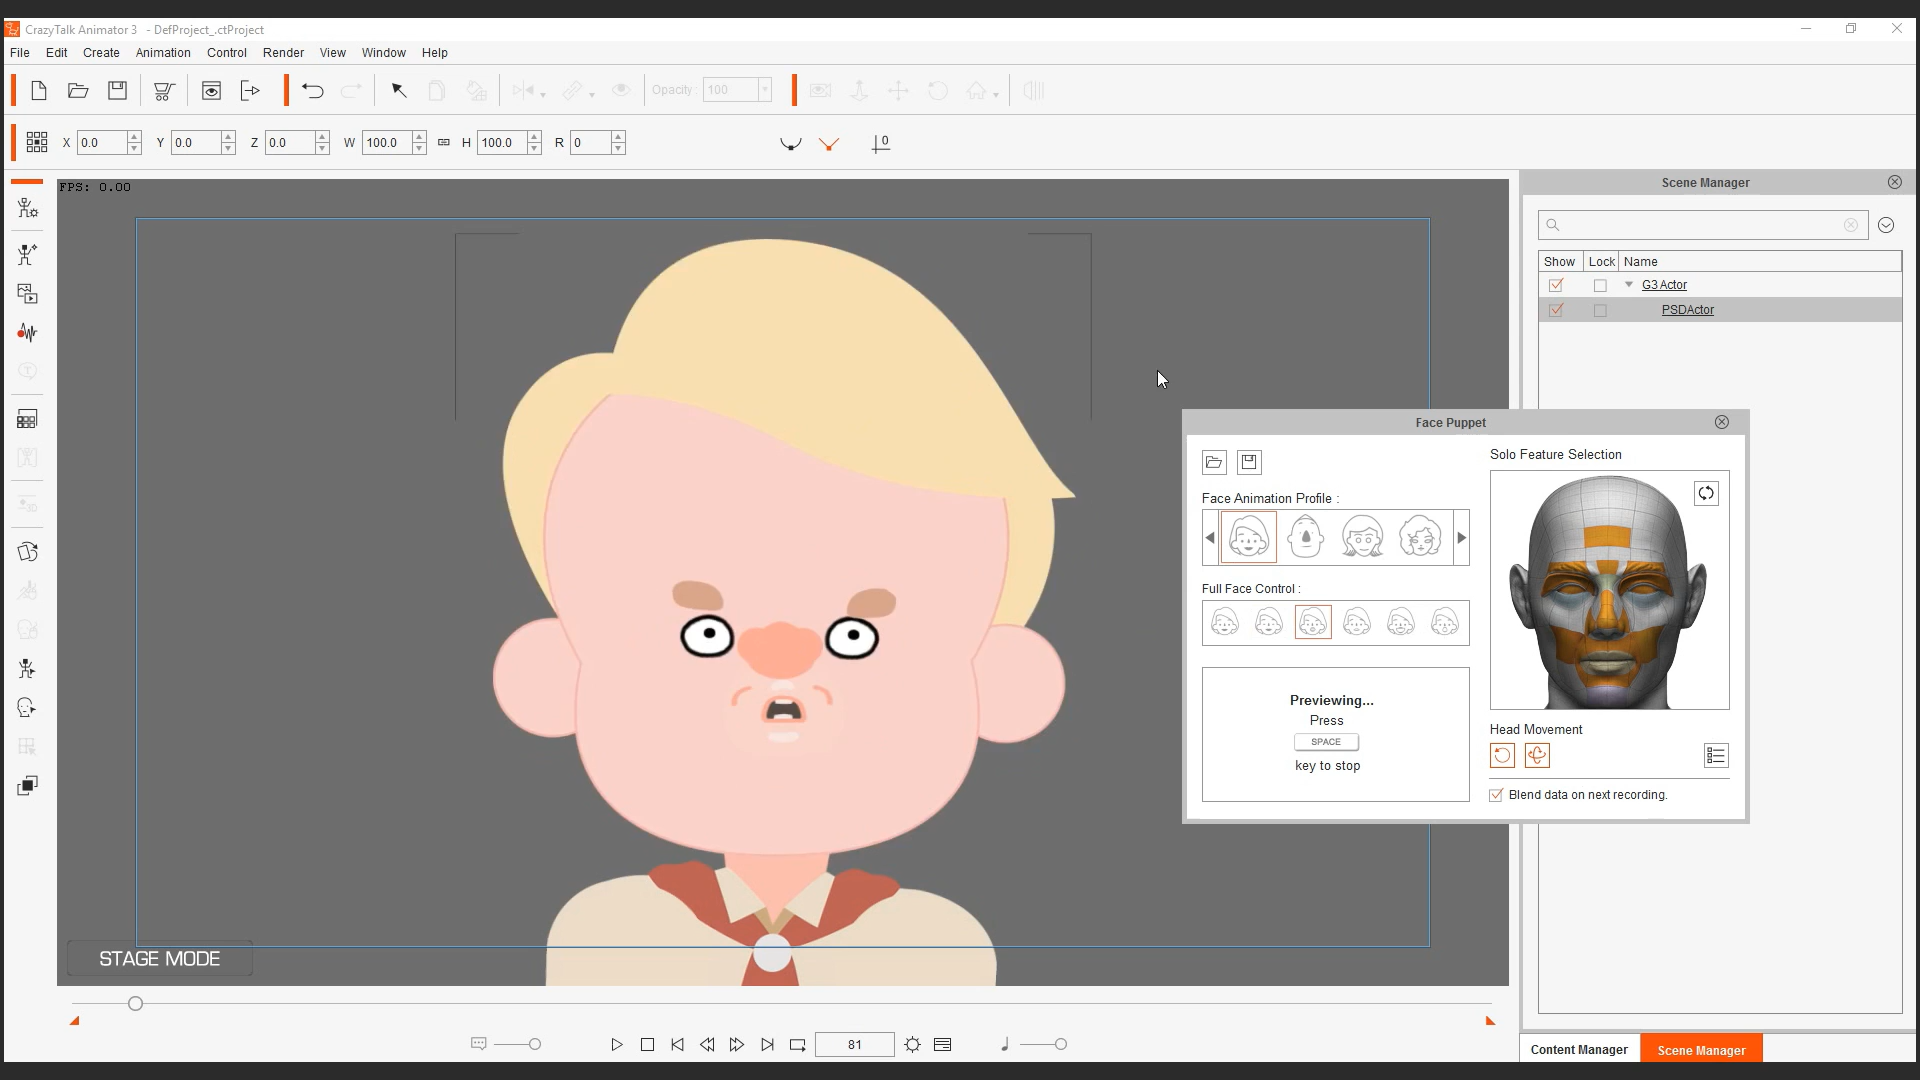 CrazyTalk Animator 3 - DefProject_.ctProject
File Edit Create Animation Control Render View Window Help
Opacity : 100
X 0.0 Y 0.0 Z 0.0 W 100.0 H 100.0 R 0
0
FPS: 0.00
Scene Manager
Show Lock Name
G3 Actor
PSDActor
Face Puppet
Solo Feature Selection
Face Animation Profile :
Full Face Control :
Previewing...
Press
SPACE
key to stop
Head Movement
Blend data on next recording.
STAGE MODE
81
Content Manager Scene Manager